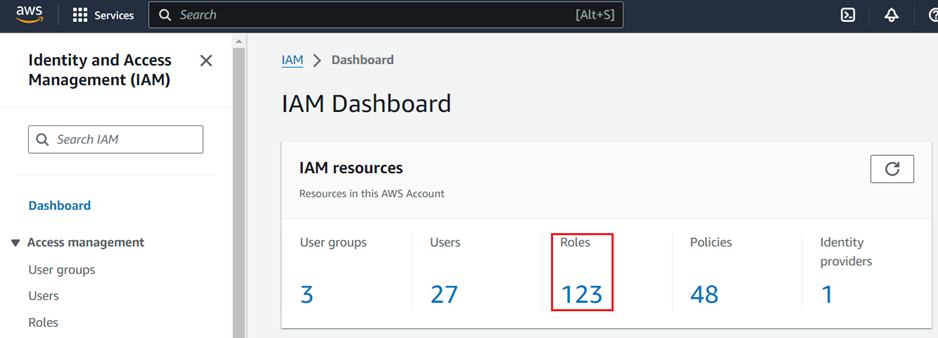 aws
Services
Search
[Alt+S]
Identity and Access
Management (IAM)
Search IAM
Dashboard
Access management
User groups
Users
Roles
IAM > Dashboard
IAM Dashboard
IAM resources
Resources in this AWS Account
User groups
3
Users
27
Roles
123
Policies
48
Identity
providers
1